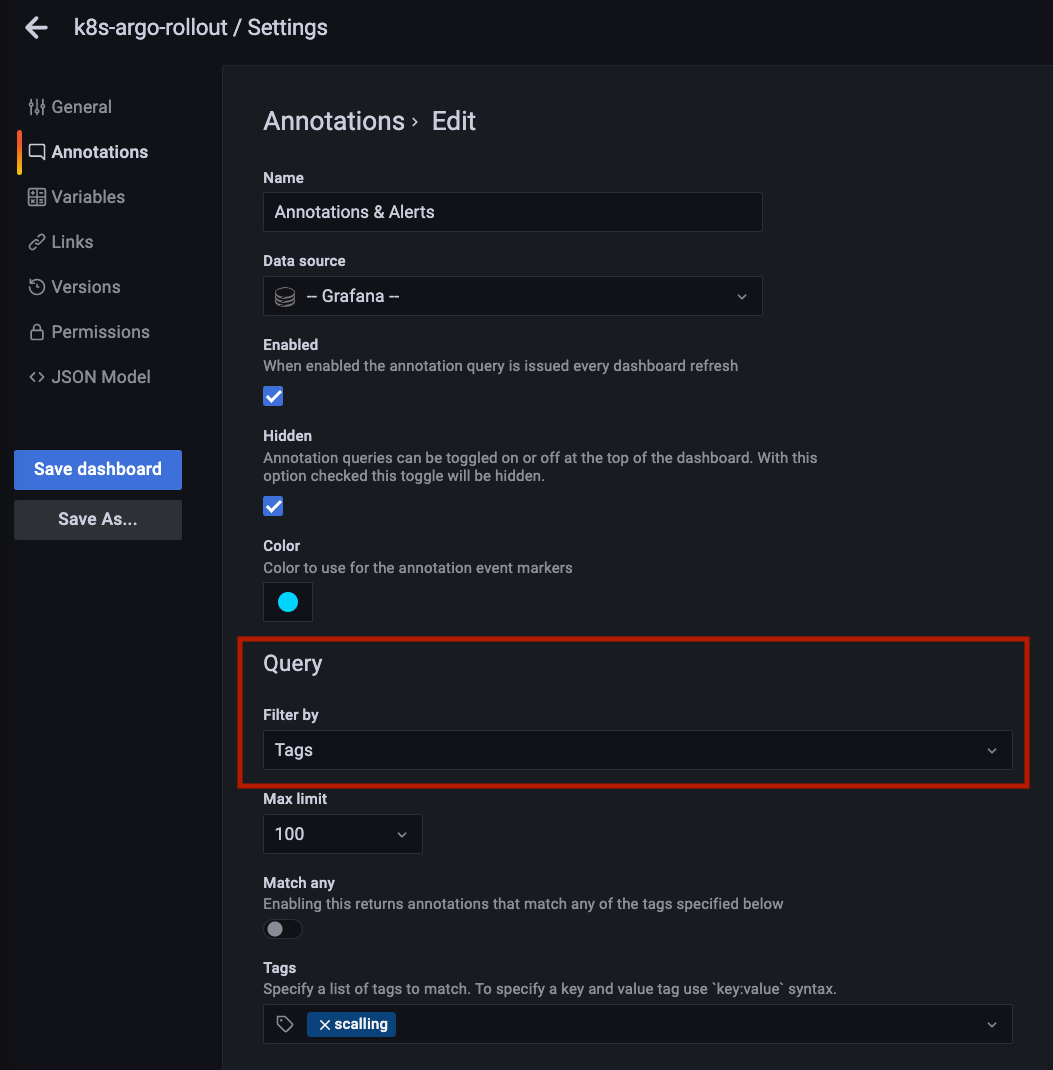 k8s-argo-rollout / Settings
General
Annotations
Variables
Links
Versions
Permissions
JSON Model
Save dashboard
Save As...
Annotations › Edit
Name
Annotations & Alerts
Data source
-- Grafana --
Enabled
When enabled the annotation query is issued every dashboard refresh
Hidden
Annotation queries can be toggled on or off at the top of the dashboard. With this
option checked this toggle will be hidden.
Color
Color to use for the annotation event markers
Query
Filter by
Tags
Max limit
100
Match any
Enabling this returns annotations that match any of the tags specified below
Tags
Specify a list of tags to match. To specify a key and value tag use `key:value` syntax.
scalling